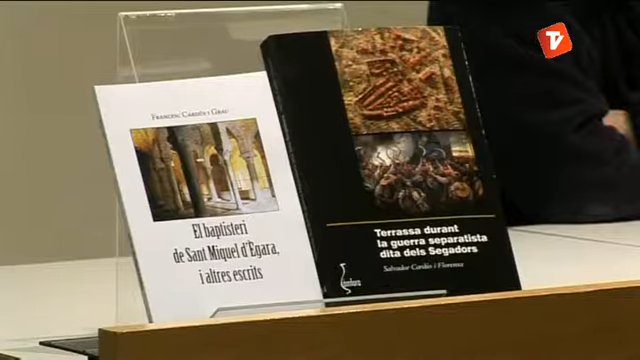 Francesc Cardús i Grau
El baptisteri
de Sant Miquel d'Ègara,
i altres escrits
Terrassa durant
la guerra separatista
dita dels Segadors
Salvador Cardús i Florensa
TV